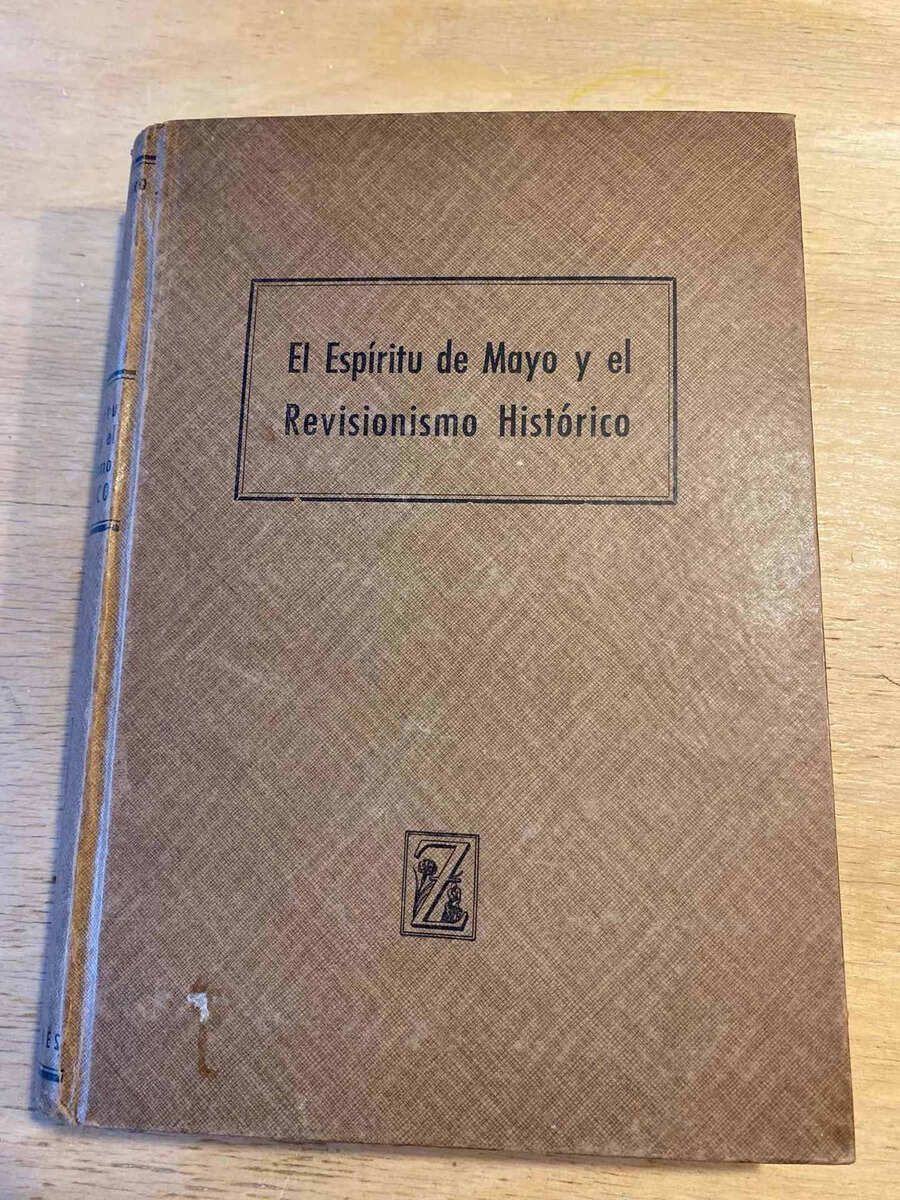 El Espíritu de Mayo y el
Revisionismo Histórico
Z